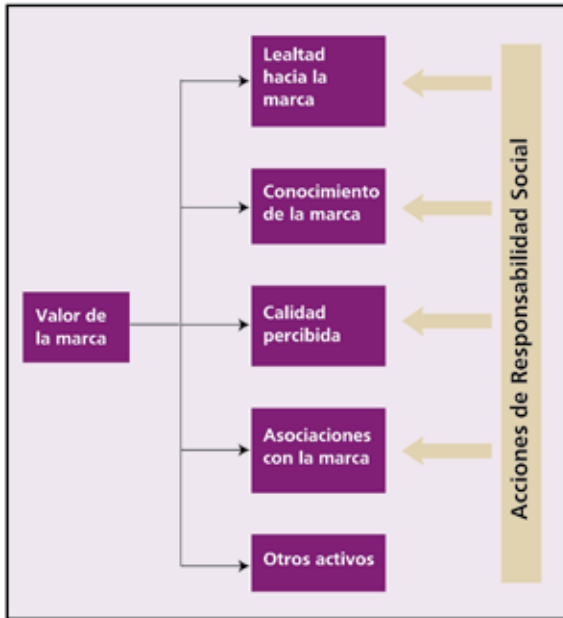 Lealtad
hacia la
marca
Conocimiento
de la marca
Valor de
la marca
Calidad
percibida
Asociaciones
con la marca
Otros activos
Acciones de Responsabilidad Social